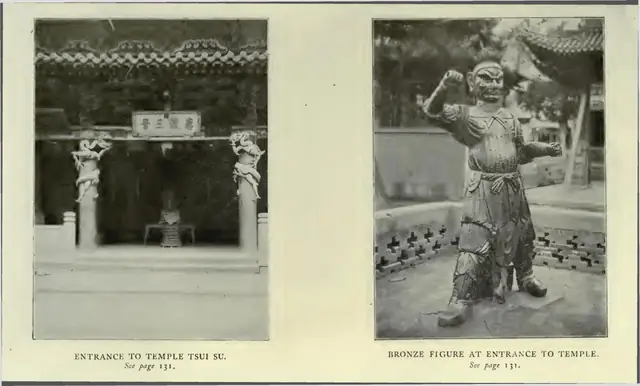 ENTRANCE TO TEMPLE TSUI SU.
See page 131.
BRONZE FIGURE AT ENTRANCE TO TEMPLE.
See page 131.